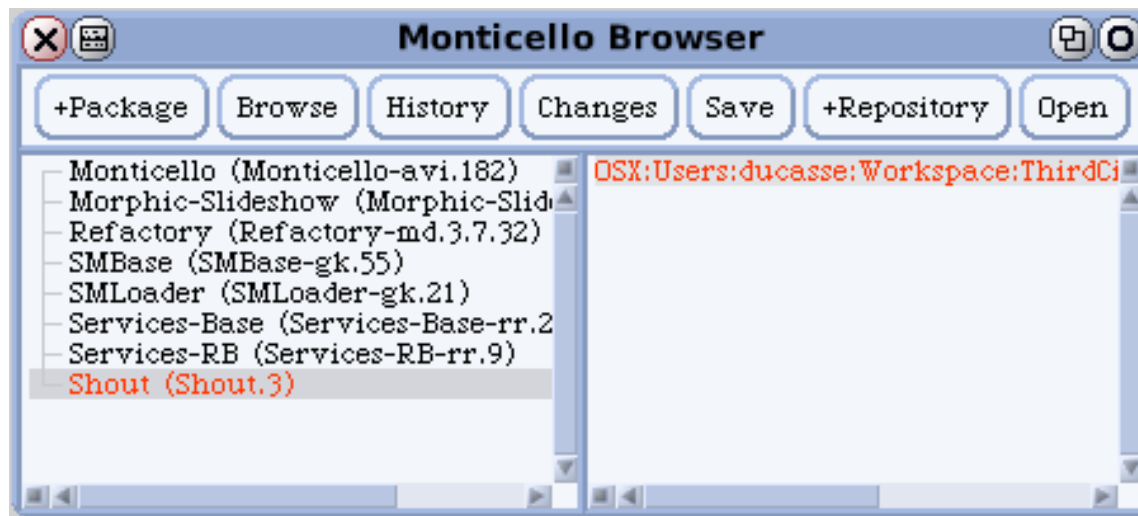 Monticello Browser
+Package Browse History Changes Save +Repository Open
Monticello (Monticello-avi.182)
Morphic-Slideshow (Morphic-Slid
Refactory (Refactory-md.3.7.32)
SMBase (SMBase-gk.55)
SMLoader (SMLoader-gk.21)
Services-Base (Services-Base-rr.2
Services-RB (Services-RB-rr.9)
Shout (Shout.3)
OSX:Users:ducasse:Workspace:ThirdCi